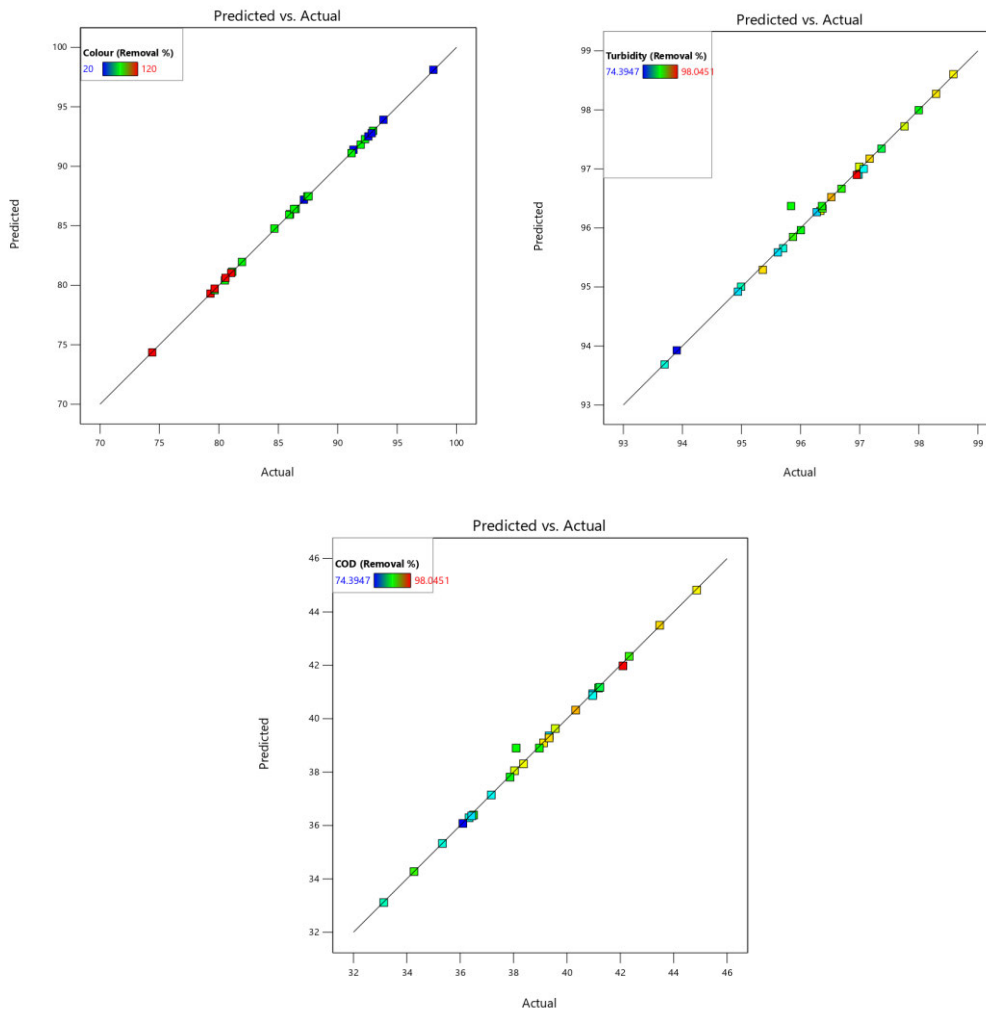 Predicted vs. Actual
Colour (Removal %)
20 120
100
95
90
85
80
75
70
Predicted
70 75 80 85 90 95 100
Actual
Predicted vs. Actual
Turbidity (Removal %)
74.3947 98.0451
99
98
97
96
95
94
93
Predicted
93 94 95 96 97 98 99
Actual
Predicted vs. Actual
COD (Removal %)
74.3947 98.0451
46
44
42
40
38
36
34
32
Predicted
32 34 36 38 40 42 44 46
Actual